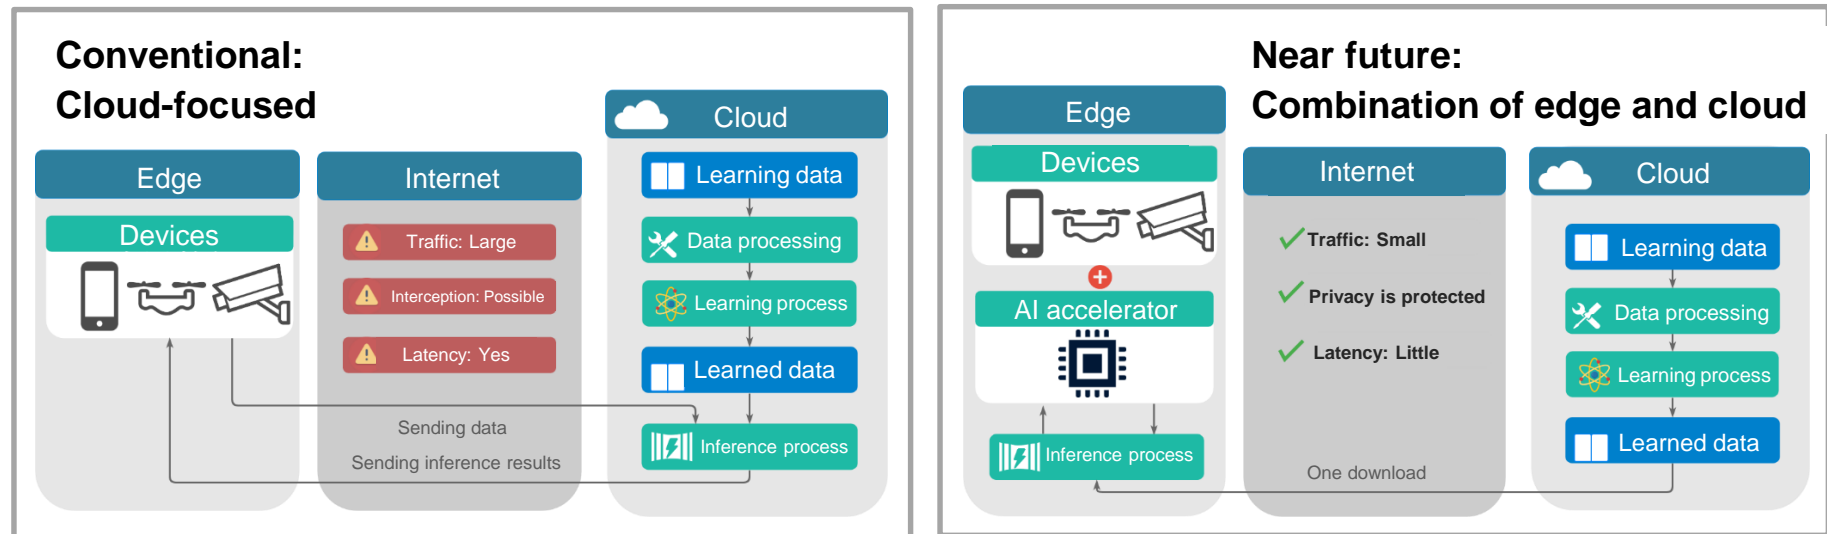 Conventional:
Cloud-focused
Edge
Devices
Internet
Traffic: Large
Interception: Possible
Latency: Yes
Sending data
Sending inference results
Cloud
Learning data
Data processing
Learning process
Learned data
Inference process
Near future:
Combination of edge and cloud
Edge
Devices
AI accelerator
Inference process
Internet
Traffic: Small
Privacy is protected
Latency: Little
One download
Cloud
Learning data
Data processing
Learning process
Learned data